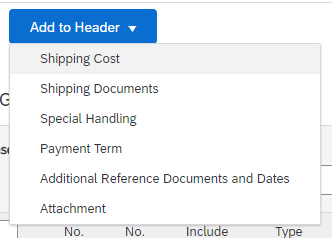 Add to Header ▼
Shipping Cost
Shipping Documents
Special Handling
Payment Term
Additional Reference Documents and Dates
Attachment
No. No. Include Type